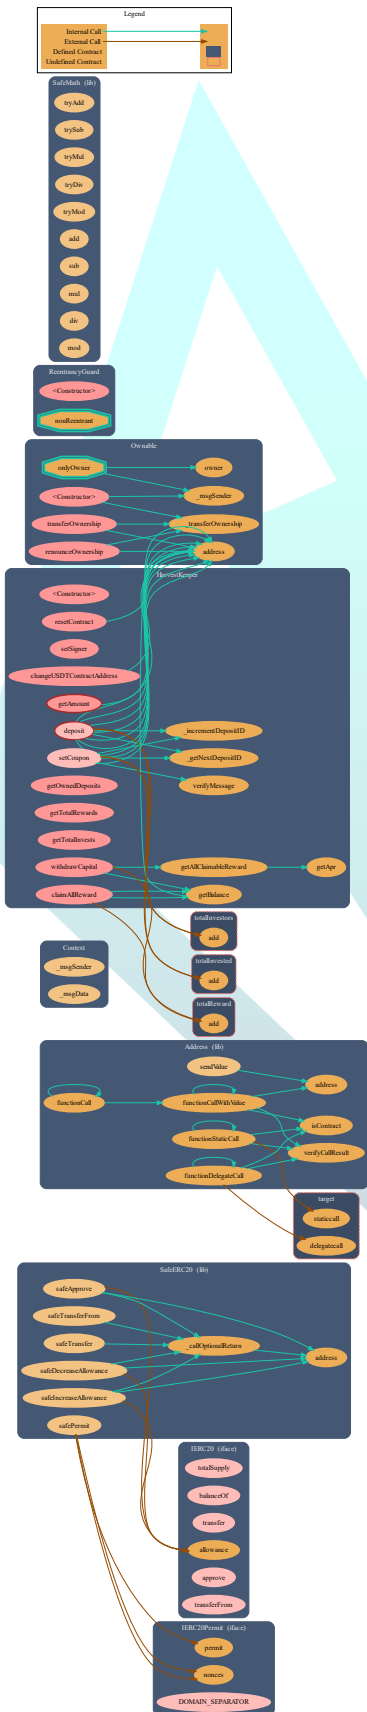 Legend
Internal Call
External Call
Defined Contract
Undefined Contract
SafeMath (lib)
tryAdd
trySub
tryMul
tryDiv
tryMod
add
sub
mul
div
mod
ReentrancyGuard
<Constructor>
nonReentrant
Ownable
onlyOwner
owner
<Constructor>
_msgSender
transferOwnership
_transferOwnership
renounceOwnership
address
HarvestKeeper
<Constructor>
resetContract
setSigner
changeUSDTContractAddress
getAmount
deposit
_incrementDepositID
setCoupon
_getNextDepositID
getOwnedDeposits
verifyMessage
getTotalRewards
getTotalInvests
withdrawCapital
getAllClaimableReward
getApr
claimAllReward
getBalance
totalInvestors
add
totalInvested
add
totalReward
add
Context
_msgSender
_msgData
Address (lib)
sendValue
address
functionCall
functionCallWithValue
isContract
functionStaticCall
verifyCallResult
functionDelegateCall
target
staticcall
delegatecall
SafeERC20 (lib)
safeApprove
safeTransferFrom
safeTransfer
_callOptionalReturn
safeDecreaseAllowance
address
safeIncreaseAllowance
safePermit
IERC20 (iface)
totalSupply
balanceOf
transfer
allowance
approve
transferFrom
IERC20Permit (iface)
permit
nonces
DOMAIN_SEPARATOR